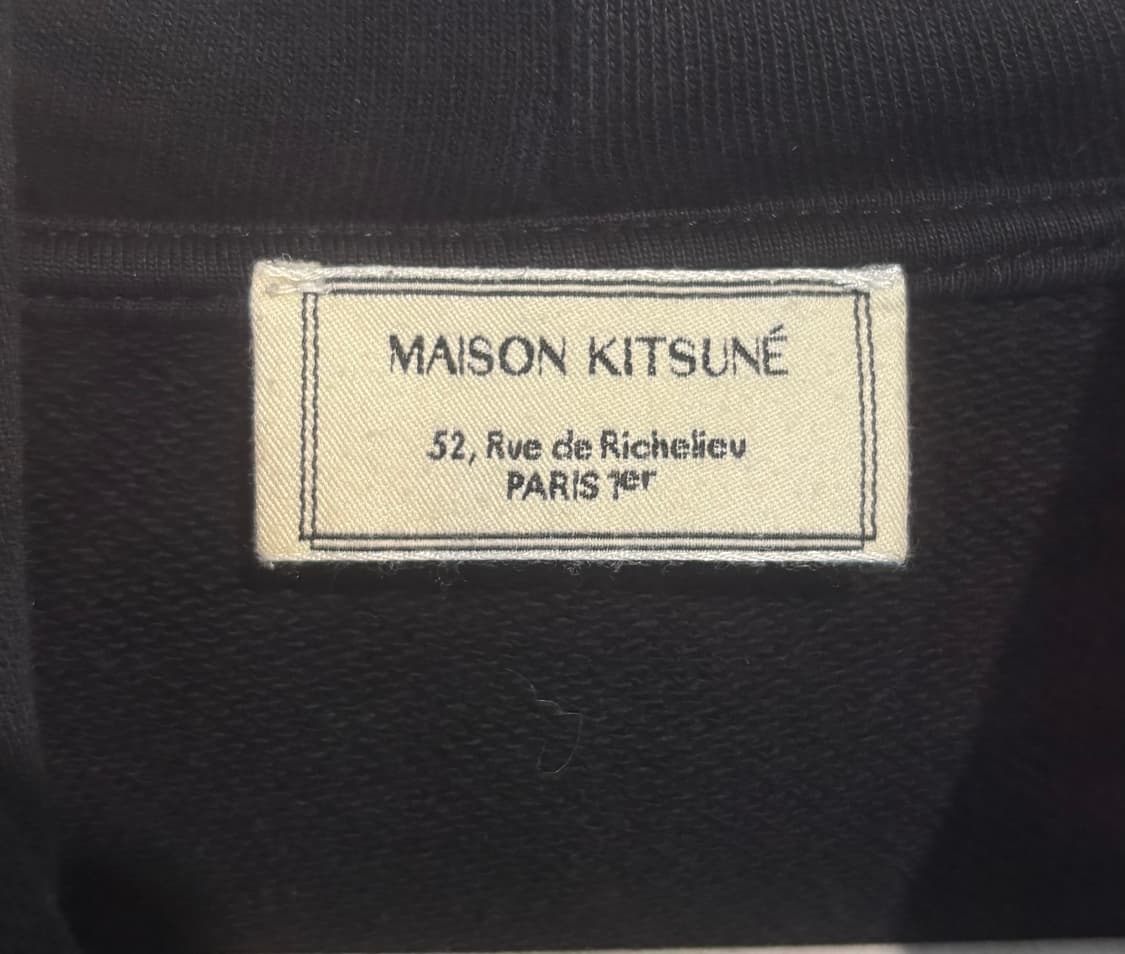 MAISON KITSUNÉ
52, Rue de Richelieu
PARIS 1er